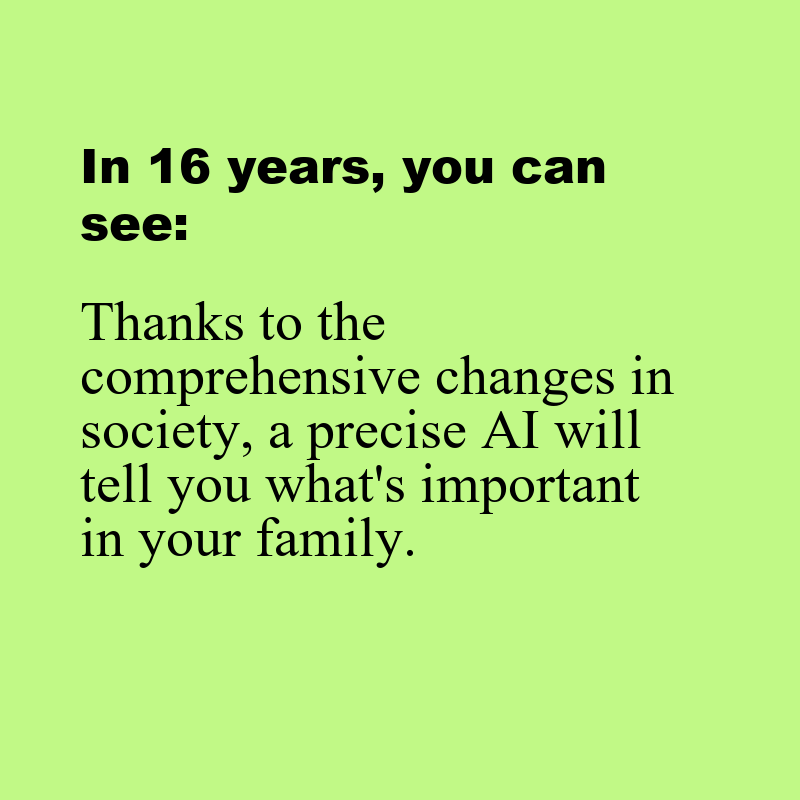 In 16 years, you can
see:
Thanks to the
comprehensive changes in
society, a precise AI will
tell you what's important
in your family.